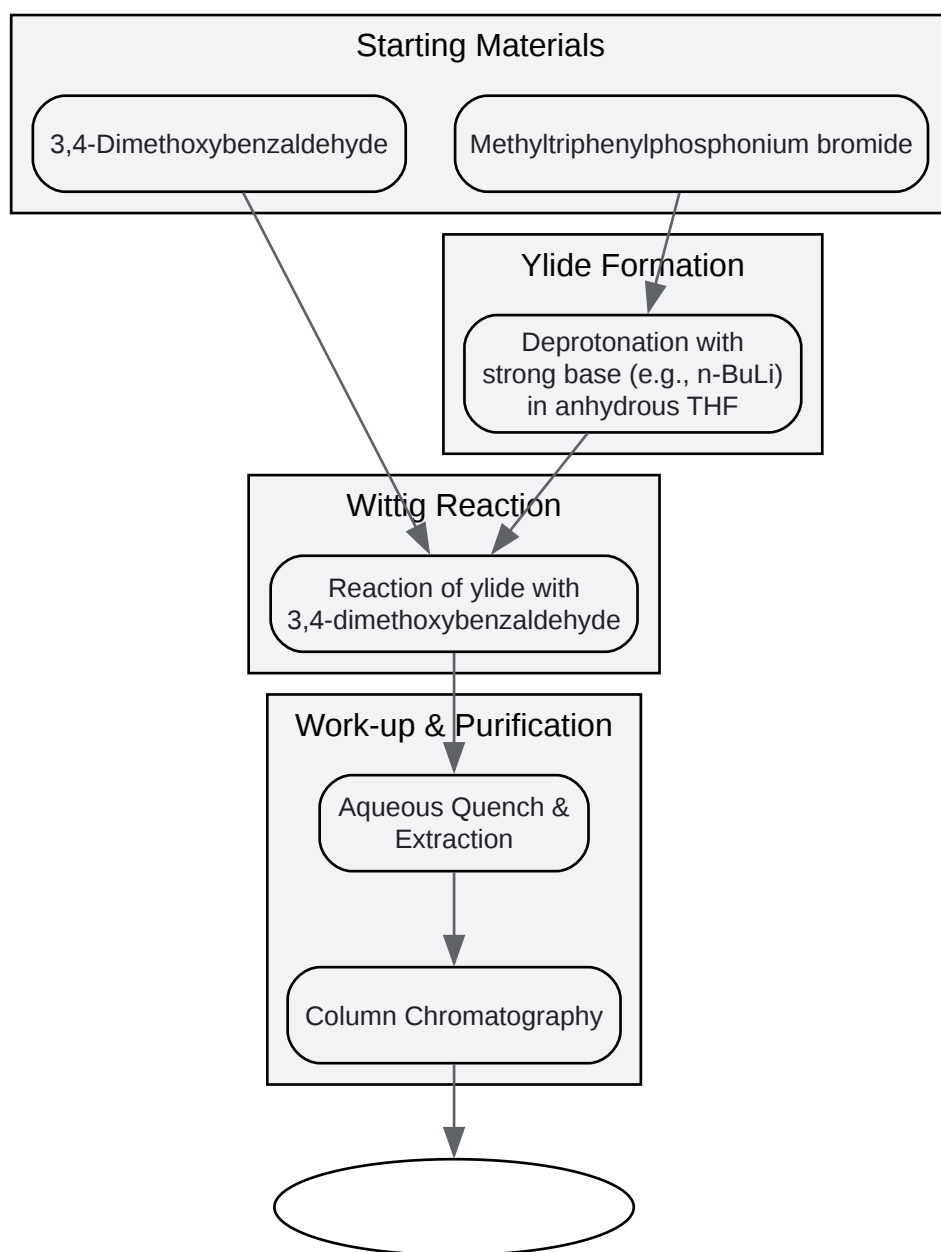 Starting Materials
3,4-Dimethoxybenzaldehyde
Methyltriphenylphosphonium bromide
Ylide Formation
Deprotonation with
strong base (e.g., n-BuLi)
in anhydrous THF
Wittig Reaction
Reaction of ylide with
3,4-dimethoxybenzaldehyde
Work-up & Purification
Aqueous Quench &
Extraction
Column Chromatography